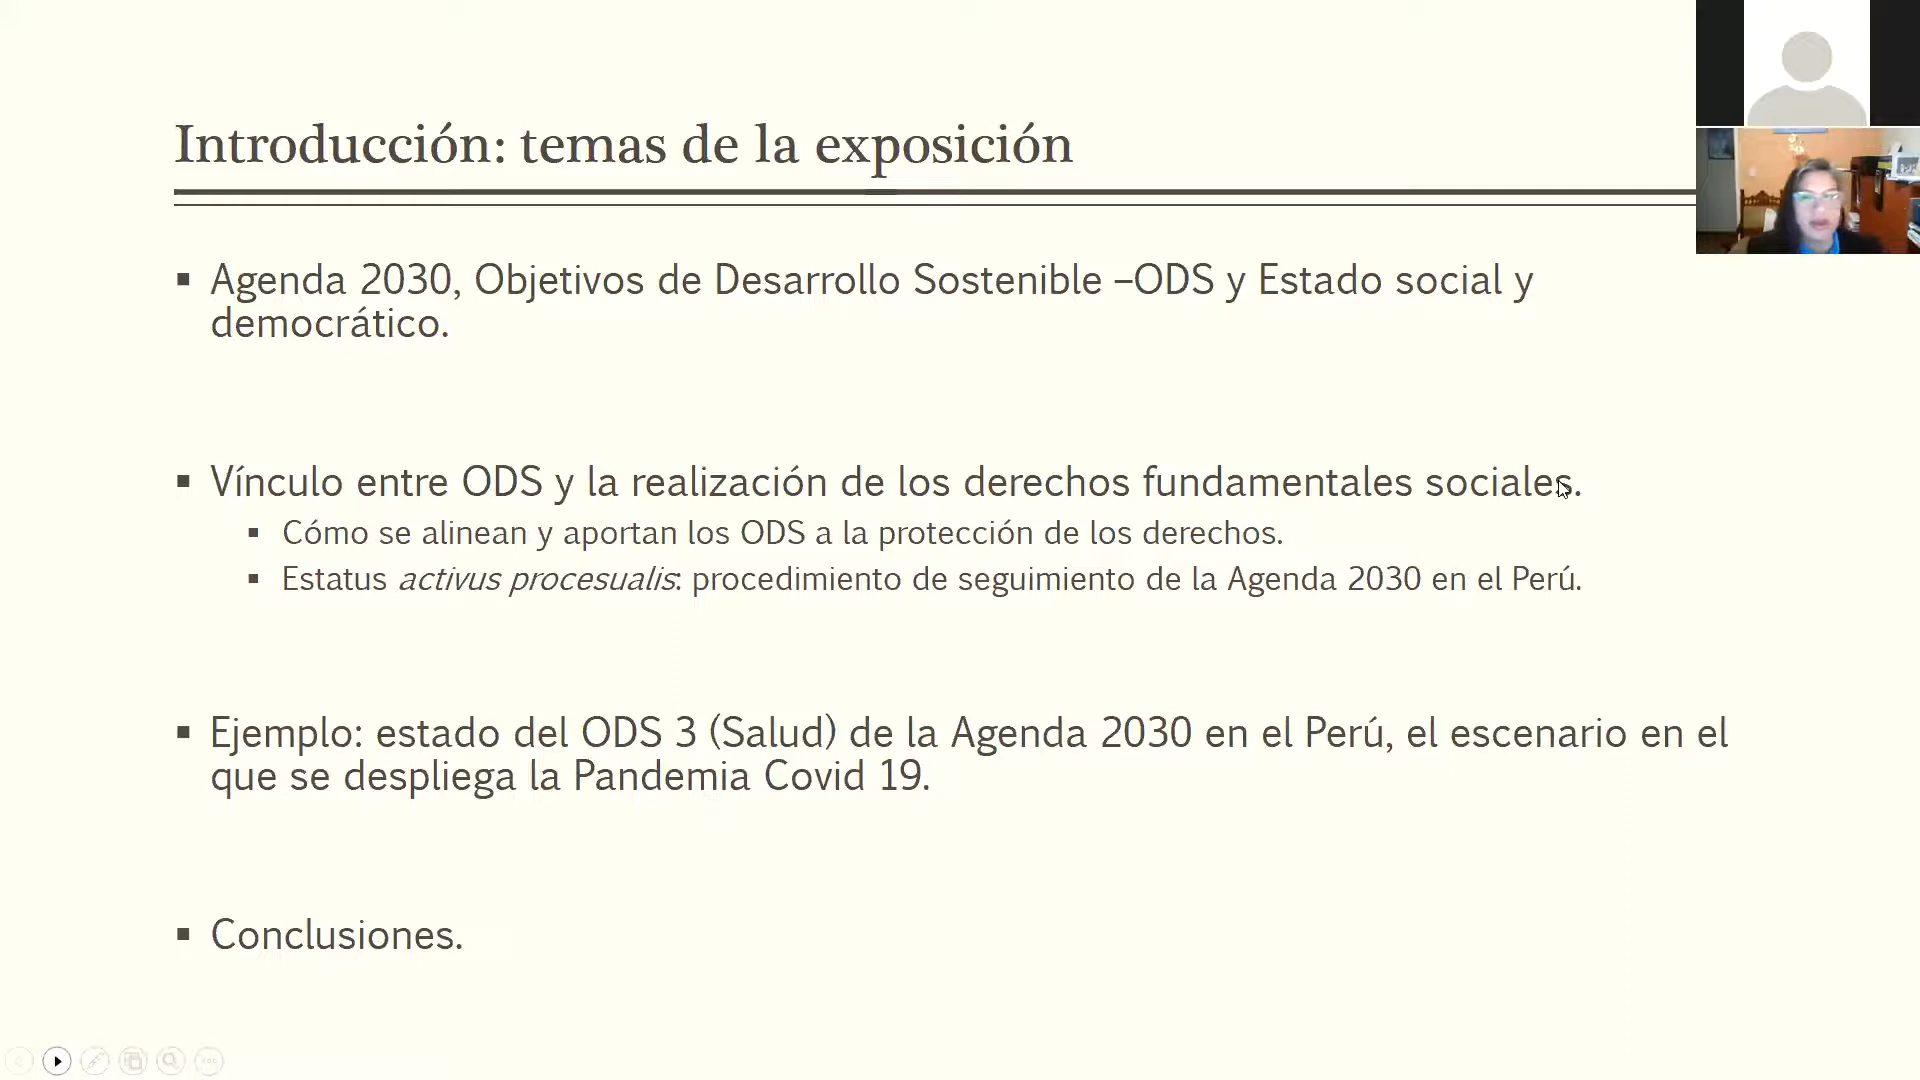 Introducción: temas de la exposición
▪ Agenda 2030, Objetivos de Desarrollo Sostenible –ODS y Estado social y
democrático.
▪ Vínculo entre ODS y la realización de los derechos fundamentales sociales.
▪ Cómo se alinean y aportan los ODS a la protección de los derechos.
▪ Estatus activus procesualis: procedimiento de seguimiento de la Agenda 2030 en el Perú.
▪ Ejemplo: estado del ODS 3 (Salud) de la Agenda 2030 en el Perú, el escenario en el
que se despliega la Pandemia Covid 19.
▪ Conclusiones.